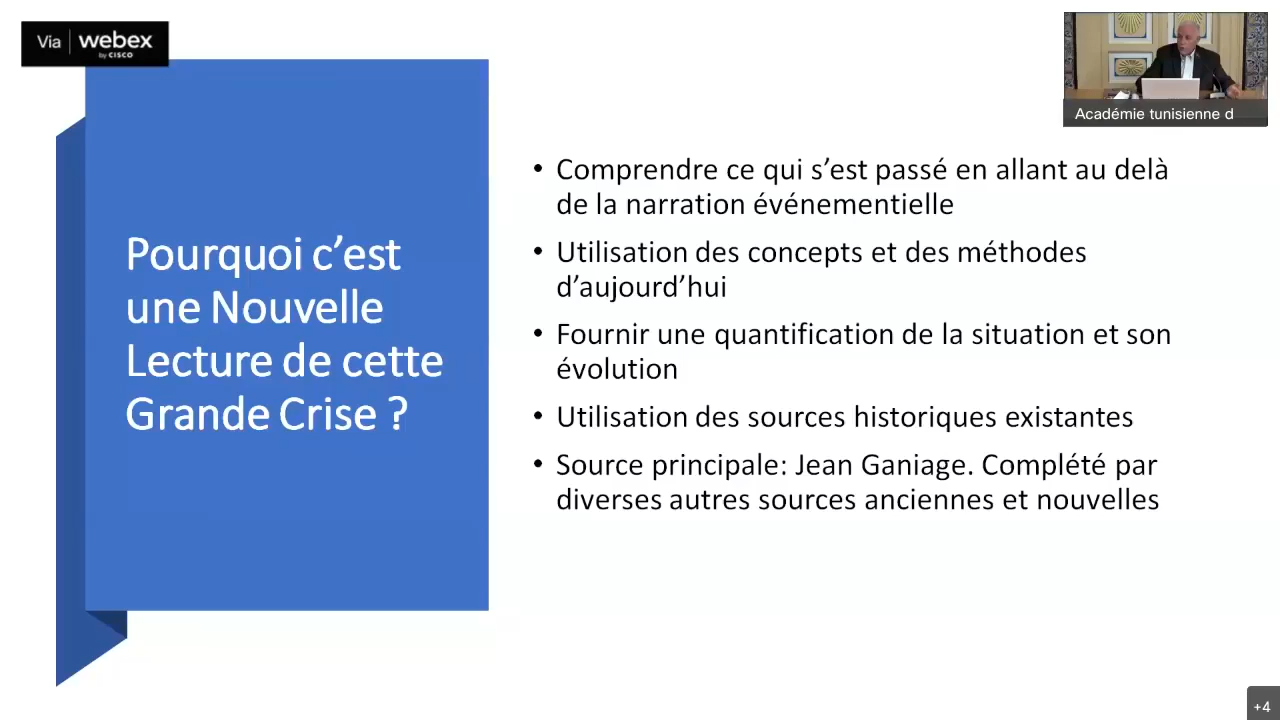 Via webex
by CISCO
Académie tunisienne d
Pourquoi c’est
une Nouvelle
Lecture de cette
Grande Crise ?
• Comprendre ce qui s’est passé en allant au delà
de la narration événementielle
• Utilisation des concepts et des méthodes
d’aujourd’hui
• Fournir une quantification de la situation et son
évolution
• Utilisation des sources historiques existantes
• Source principale: Jean Ganiage. Complété par
diverses autres sources anciennes et nouvelles
+4